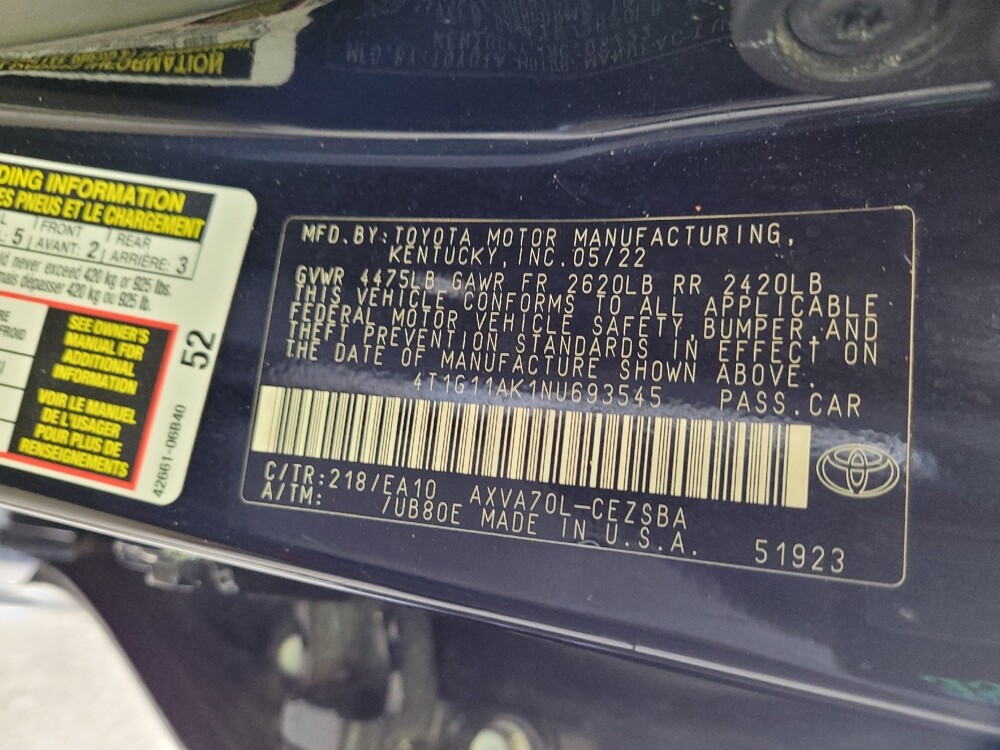 DING INFORMATION
ES PNEUS ET LE CHARGEMENT
5 FRONT AVANT: 2 REAR ARRIÈRE: 3
never exceed 420 kg or 925 lbs.
dépasser 420 kg ou 925 lb.
SEE OWNER'S
MANUAL FOR
ADDITIONAL
INFORMATION
VOIR LE MANUEL
DE L'USAGER
POUR PLUS DE
RENSEIGNEMENTS
52
42661-06B40
MFD.BY:TOYOTA MOTOR MANUFACTURING,
KENTUCKY, INC.05/22
GVWR 4475LB GAWR FR 2620LB RR 2420LB
THIS VEHICLE CONFORMS TO ALL APPLICABLE
FEDERAL MOTOR VEHICLE SAFETY, BUMPER, AND
THEFT PREVENTION STANDARDS IN EFFECT ON
THE DATE OF MANUFACTURE SHOWN ABOVE.
4T1G11AK1NU693545 PASS.CAR
C/TR:218/EA10 AXVA70L-CEZSBA
A/TM: /UB80E MADE IN U.S.A.
51923